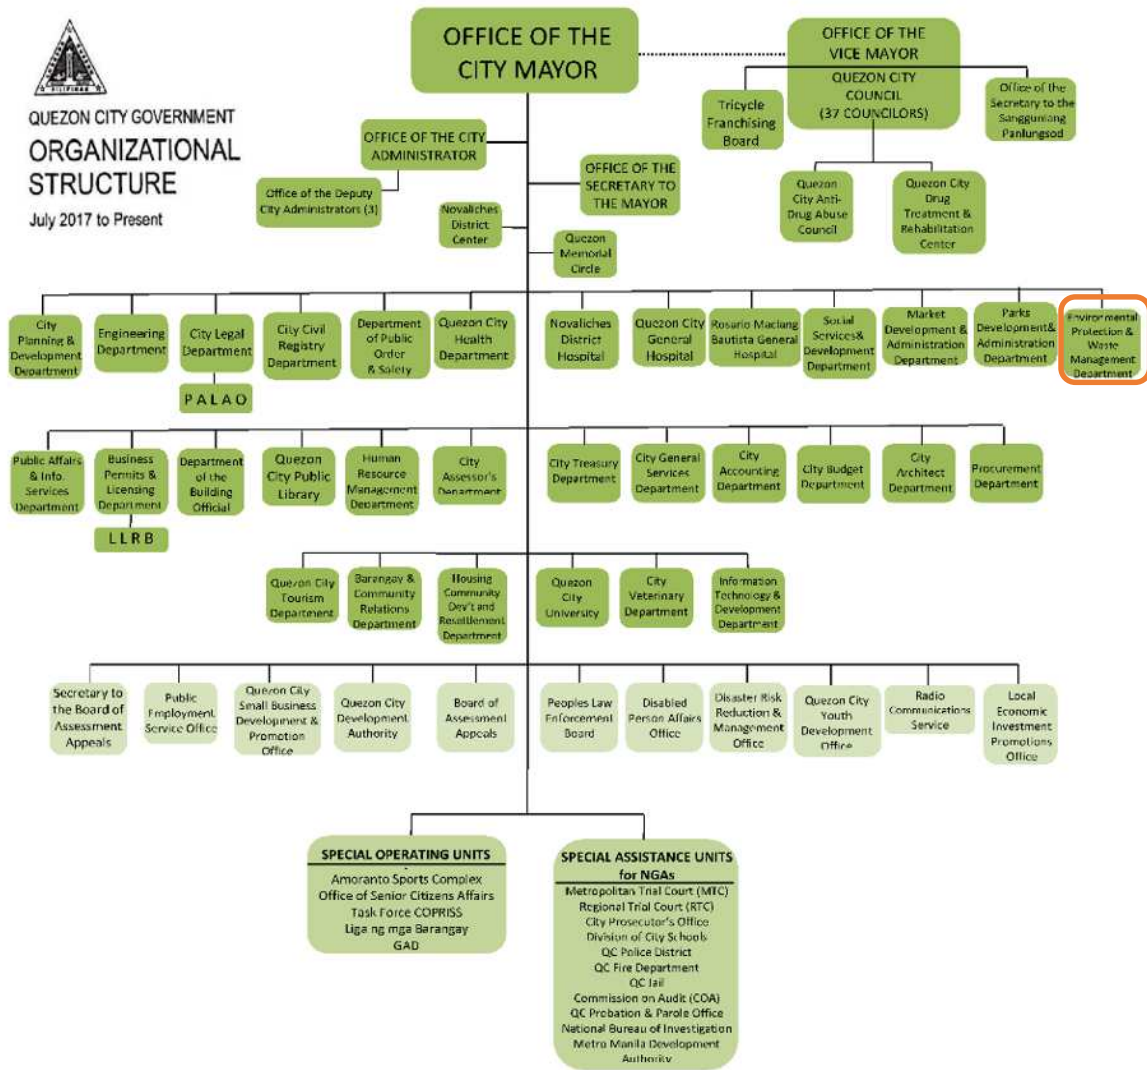 PILIPINAS
QUEZON CITY GOVERNMENT
ORGANIZATIONAL
STRUCTURE
July 2017 to Present
OFFICE OF THE
CITY MAYOR
OFFICE OF THE
VICE MAYOR
QUEZON CITY
COUNCIL
(37 COUNCILORS)
Tricycle
Franchising
Board
Office of the
Secretary to the
Sangguniang
Panlungsod
Quezon
City Anti-
Drug Abuse
Council
Quezon City
Drug
Treatment &
Rehabilitation
Center
OFFICE OF THE CITY
ADMINISTRATOR
Office of the Deputy
City Administrators (3)
OFFICE OF THE
SECRETARY TO
THE MAYOR
Novaliches
District
Center
Quezon
Memorial
Circle
City
Planning &
Development
Department
Engineering
Department
City Legal
Department
PALAO
City Civil
Registry
Department
Department
of Public
Order
& Safety
Quezon City
Health
Department
Novaliches
District
Hospital
Quezon City
General
Hospital
Rosario Maclang
Bautista General
Hospital
Social
Services&
Development
Department
Market
Development &
Administration
Department
Parks
Development&
Administration
Department
Environmental
Protection &
Waste
Management
Department
Public Affairs
& Info.
Services
Department
Business
Permits &
Licensing
Department
LLRB
Department
of the
Building
Official
Quezon
City Public
Library
Human
Resource
Management
Department
City
Assessor's
Department
City Treasury
Department
City General
Services
Department
City
Accounting
Department
City Budget
Department
City
Architect
Department
Procurement
Department
Quezon City
Tourism
Department
Barangay &
Community
Relations
Department
Housing
Community
Dev't and
Resettlement
Department
Quezon
City
University
City
Veterinary
Department
Information
Technology &
Development
Department
Secretary to
the Board of
Assessment
Appeals
Public
Employment
Service Office
Quezon City
Small Business
Development &
Promotion
Office
Quezon City
Development
Authority
Board of
Assessment
Appeals
Peoples Law
Enforcement
Board
Disabled
Person Affairs
Office
Disaster Risk
Reduction &
Management
Office
Quezon City
Youth
Development
Office
Radio
Communications
Service
Local
Economic
Investment
Promotions
Office
SPECIAL OPERATING UNITS
Amoranto Sports Complex
Office of Senior Citizens Affairs
Task Force COPRISS
Liga ng mga Barangay
GAD
SPECIAL ASSISTANCE UNITS
for NGAs
Metropolitan Trial Court (MTC)
Regional Trial Court (RTC)
City Prosecutor's Office
Division of City Schools
QC Police District
QC Fire Department
QC Jail
Commission on Audit (COA)
QC Probation & Parole Office
National Bureau of Investigation
Metro Manila Development
Authority